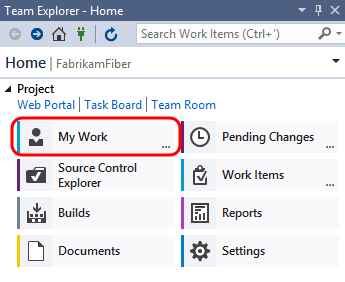 Team Explorer - Home
Search Work Items (Ctrl+')
Home | FabrikamFiber
Project
Web Portal | Task Board | Team Room
My Work ...
Pending Changes ...
Source Control Explorer
Work Items ...
Builds
Reports
Documents
Settings